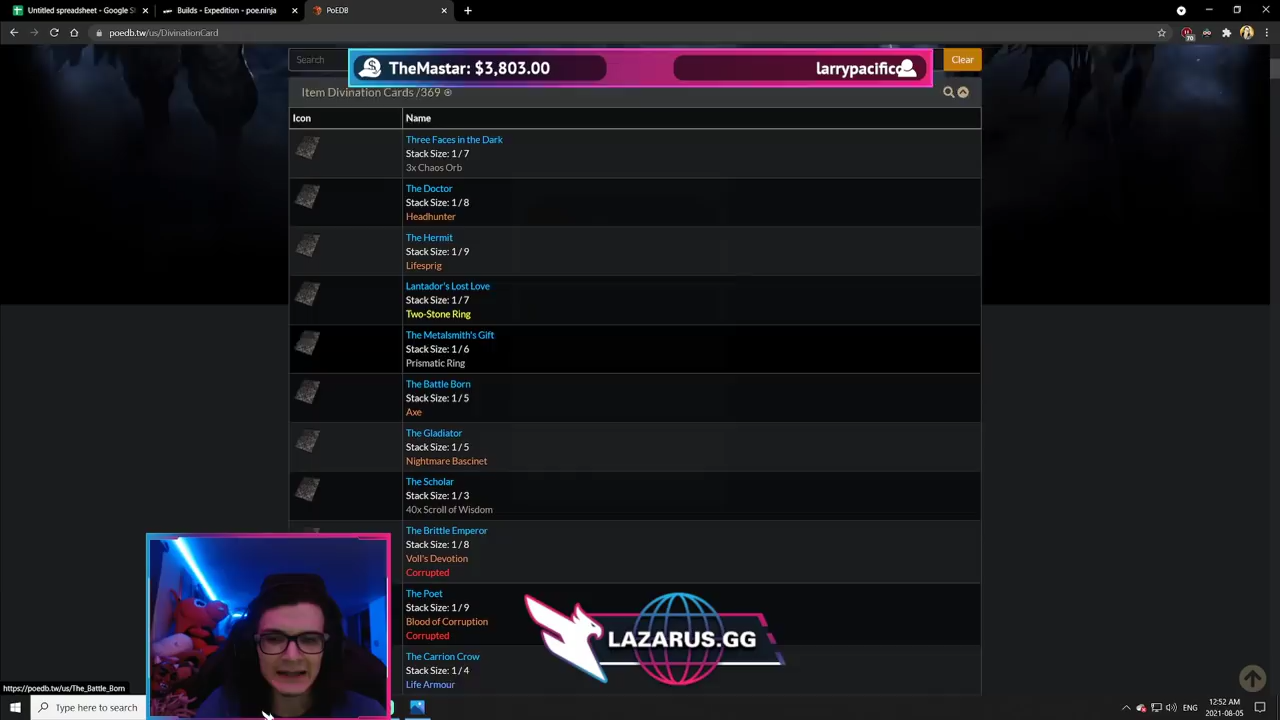 Untitled spreadsheet - Google S
Builds - Expedition - poe.ninja
PoEDB
poedb.tw/us/DivinationCard
70
Search
TheMastar: $3,803.00
larrypacific
Clear
Item Divination Cards /369
Icon
Name
Three Faces in the Dark
Stack Size: 1 / 7
3x Chaos Orb
The Doctor
Stack Size: 1 / 8
Headhunter
The Hermit
Stack Size: 1 / 9
Lifesprig
Lantador's Lost Love
Stack Size: 1 / 7
Two-Stone Ring
The Metalsmith's Gift
Stack Size: 1 / 6
Prismatic Ring
The Battle Born
Stack Size: 1 / 5
Axe
The Gladiator
Stack Size: 1 / 5
Nightmare Bascinet
The Scholar
Stack Size: 1 / 3
40x Scroll of Wisdom
The Brittle Emperor
Stack Size: 1 / 8
Voll's Devotion
Corrupted
The Poet
Stack Size: 1 / 9
Blood of Corruption
Corrupted
The Carrion Crow
Stack Size: 1 / 4
Life Armour
LAZARUS.GG
https://poedb.tw/us/The_Battle_Born
Type here to search
ENG
12:52 AM
2021-08-05